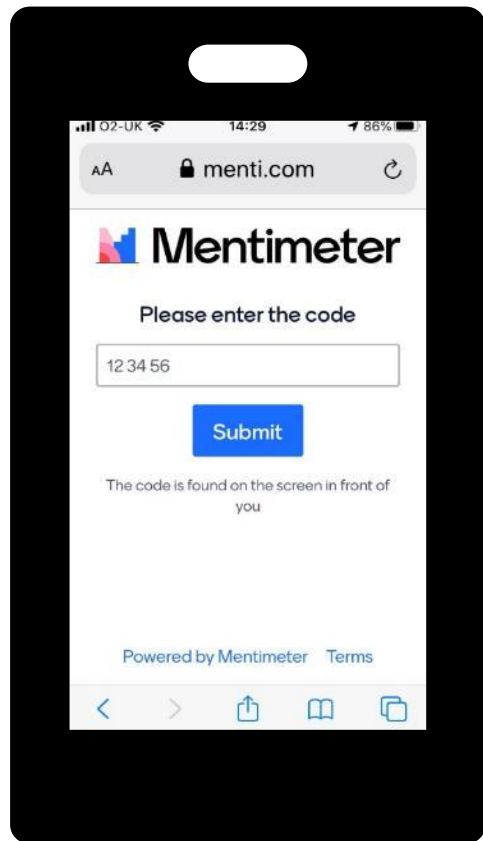 O2-UK 14:29 86%
AA menti.com
Mentimeter
Please enter the code
12 34 56
Submit
The code is found on the screen in front of
you
Powered by Mentimeter Terms